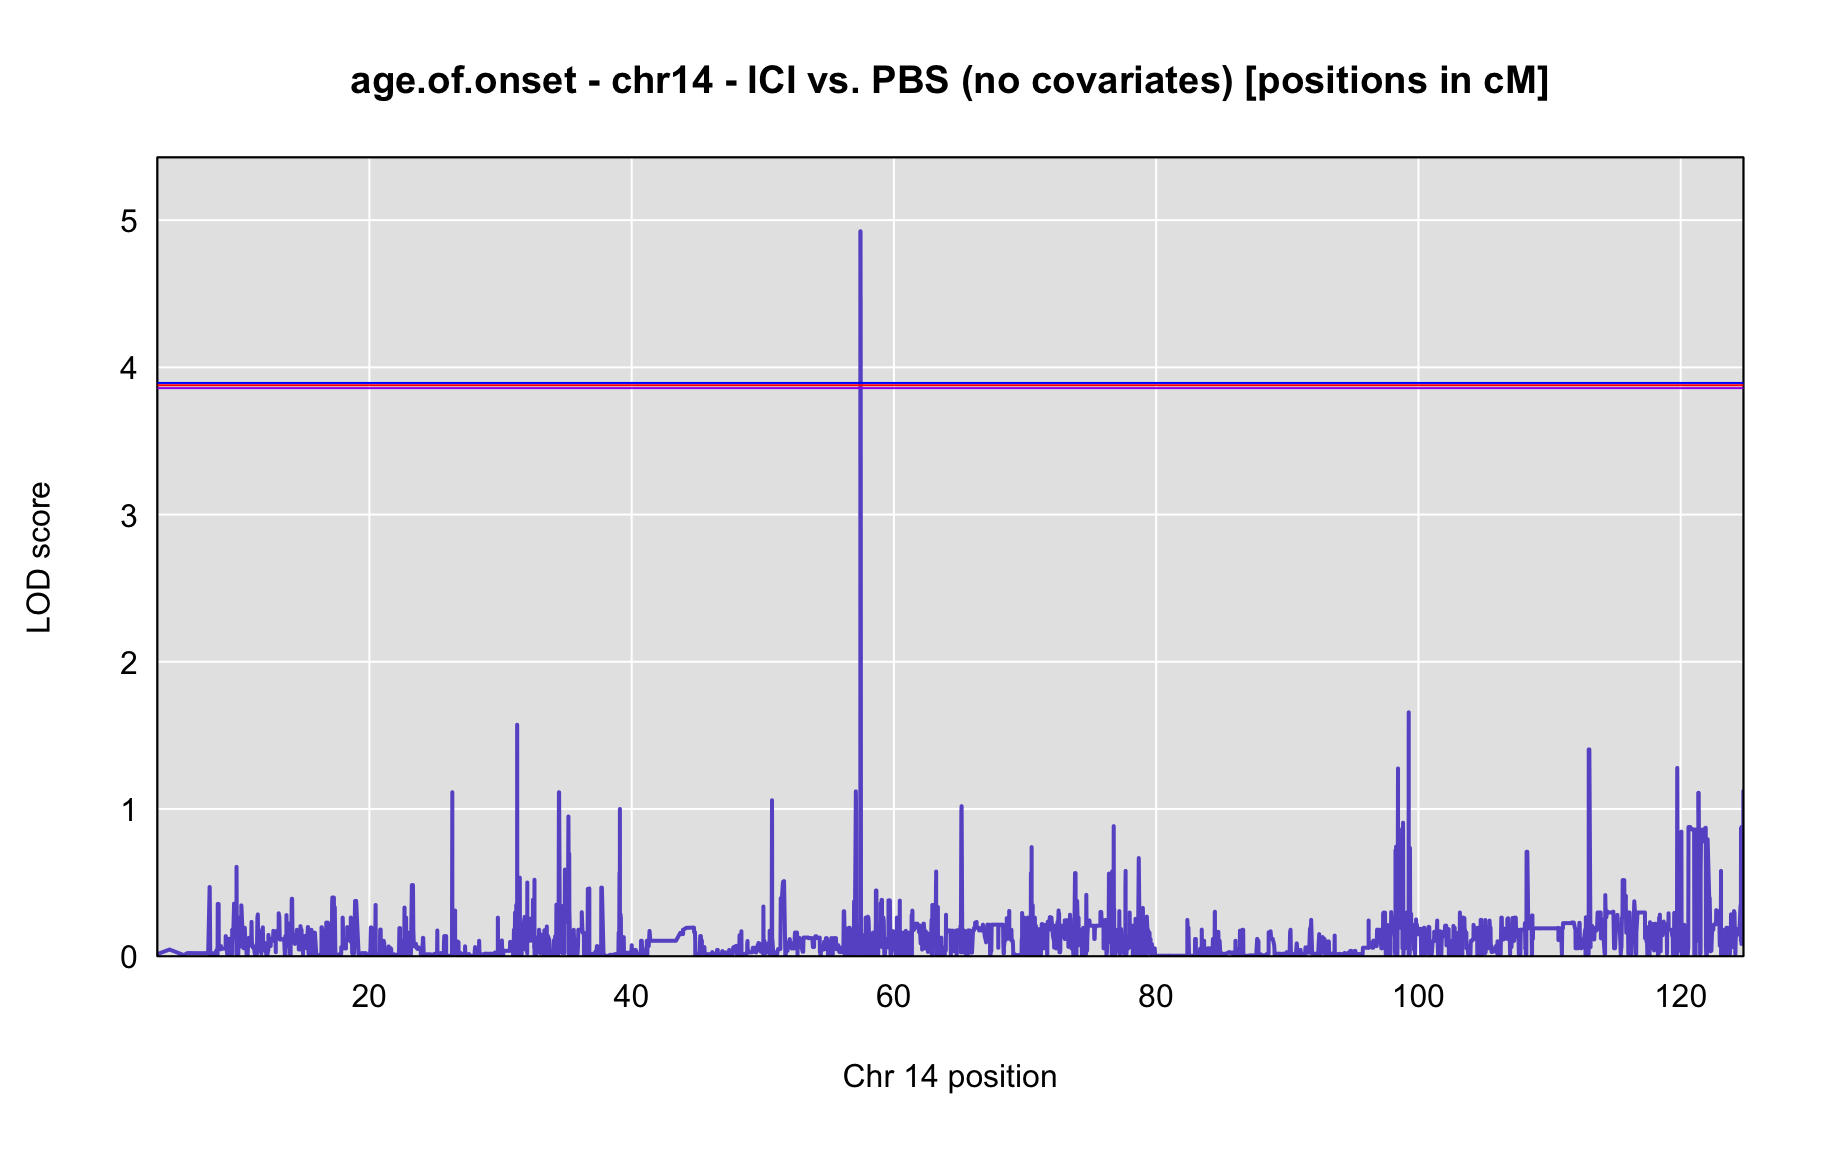 age.of.onset - chr14 - ICI vs. PBS (no covariates) [positions in cM]
5
4
3
2
1
0
LOD score
20 40 60 80 100 120
Chr 14 position